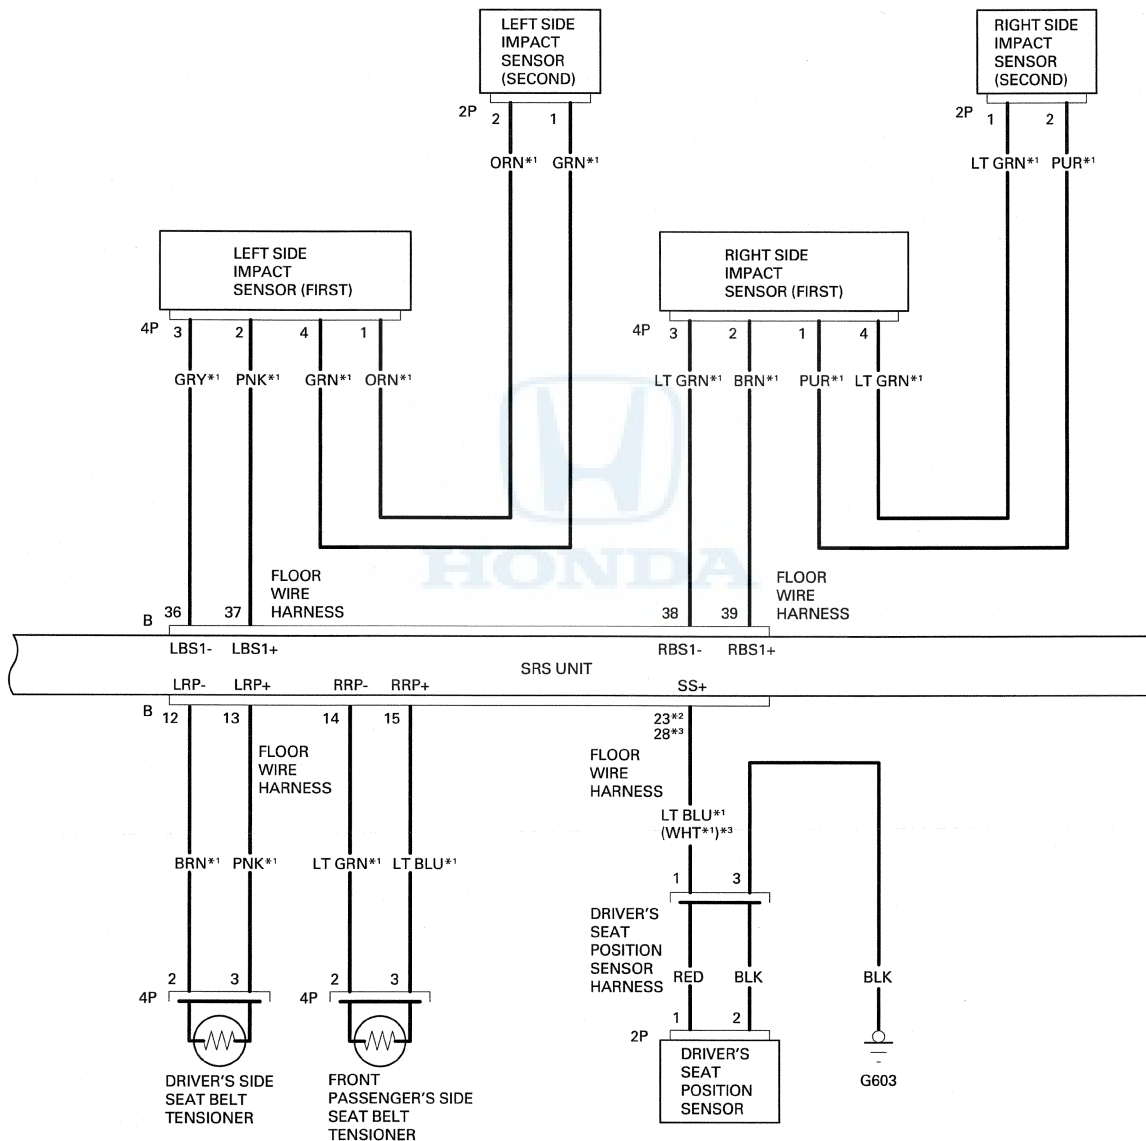 LEFT SIDE
IMPACT
SENSOR
(SECOND)
RIGHT SIDE
IMPACT
SENSOR
(SECOND)
2P 2 1
2P 1 2
ORN*1 GRN*1
LT GRN*1 PUR*1
LEFT SIDE
IMPACT
SENSOR (FIRST)
RIGHT SIDE
IMPACT
SENSOR (FIRST)
4P 3 2 4 1
4P 3 2 1 4
GRY*1 PNK*1 GRN*1 ORN*1
LT GRN*1 BRN*1 PUR*1 LT GRN*1
HONDA
FLOOR
WIRE
HARNESS
FLOOR
WIRE
HARNESS
B 36 37 38 39
LBS1- LBS1+ RBS1- RBS1+
SRS UNIT
LRP- LRP+ RRP- RRP+ SS+
B 12 13 14 15 23*2
28*3
FLOOR
WIRE
HARNESS
FLOOR
WIRE
HARNESS
LT BLU*1
(WHT*1)*3
BRN*1 PNK*1 LT GRN*1 LT BLU*1
1 3
DRIVER'S
SEAT
POSITION
SENSOR
HARNESS
RED BLK BLK
4P 2 3
4P 2 3
2P 1 2
DRIVER'S SIDE
SEAT BELT
TENSIONER
FRONT
PASSENGER'S SIDE
SEAT BELT
TENSIONER
DRIVER'S
SEAT
POSITION
SENSOR
G603